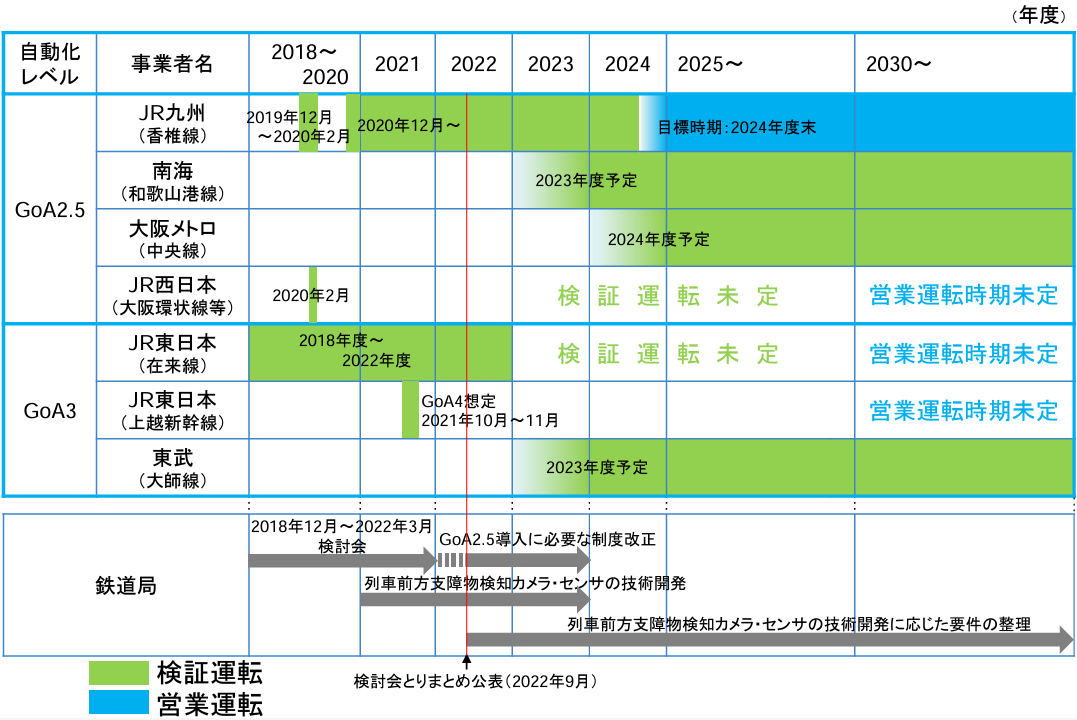 （年度）
自動化
レベル
事業者名
2018～
2020
2021
2022
2023
2024
2025～
2030～
GoA2.5
JR九州
（香椎線）
2019年12月
～2020年2月
2020年12月～
目標時期：2024年度末
南海
（和歌山港線）
2023年度予定
大阪メトロ
（中央線）
2024年度予定
JR西日本
（大阪環状線等）
2020年2月
検証運転未定
営業運転時期未定
GoA3
JR東日本
（在来線）
2018年度～
2022年度
検証運転未定
営業運転時期未定
JR東日本
（上越新幹線）
GoA4想定
2021年10月～11月
営業運転時期未定
東武
（大師線）
2023年度予定
鉄道局
2018年12月～2022年3月
検討会
GoA2.5導入に必要な制度改正
列車前方支障物検知カメラ・センサの技術開発
列車前方支障物検知カメラ・センサの技術開発に応じた要件の整理
検証運転
営業運転
検討会とりまとめ公表（2022年9月）